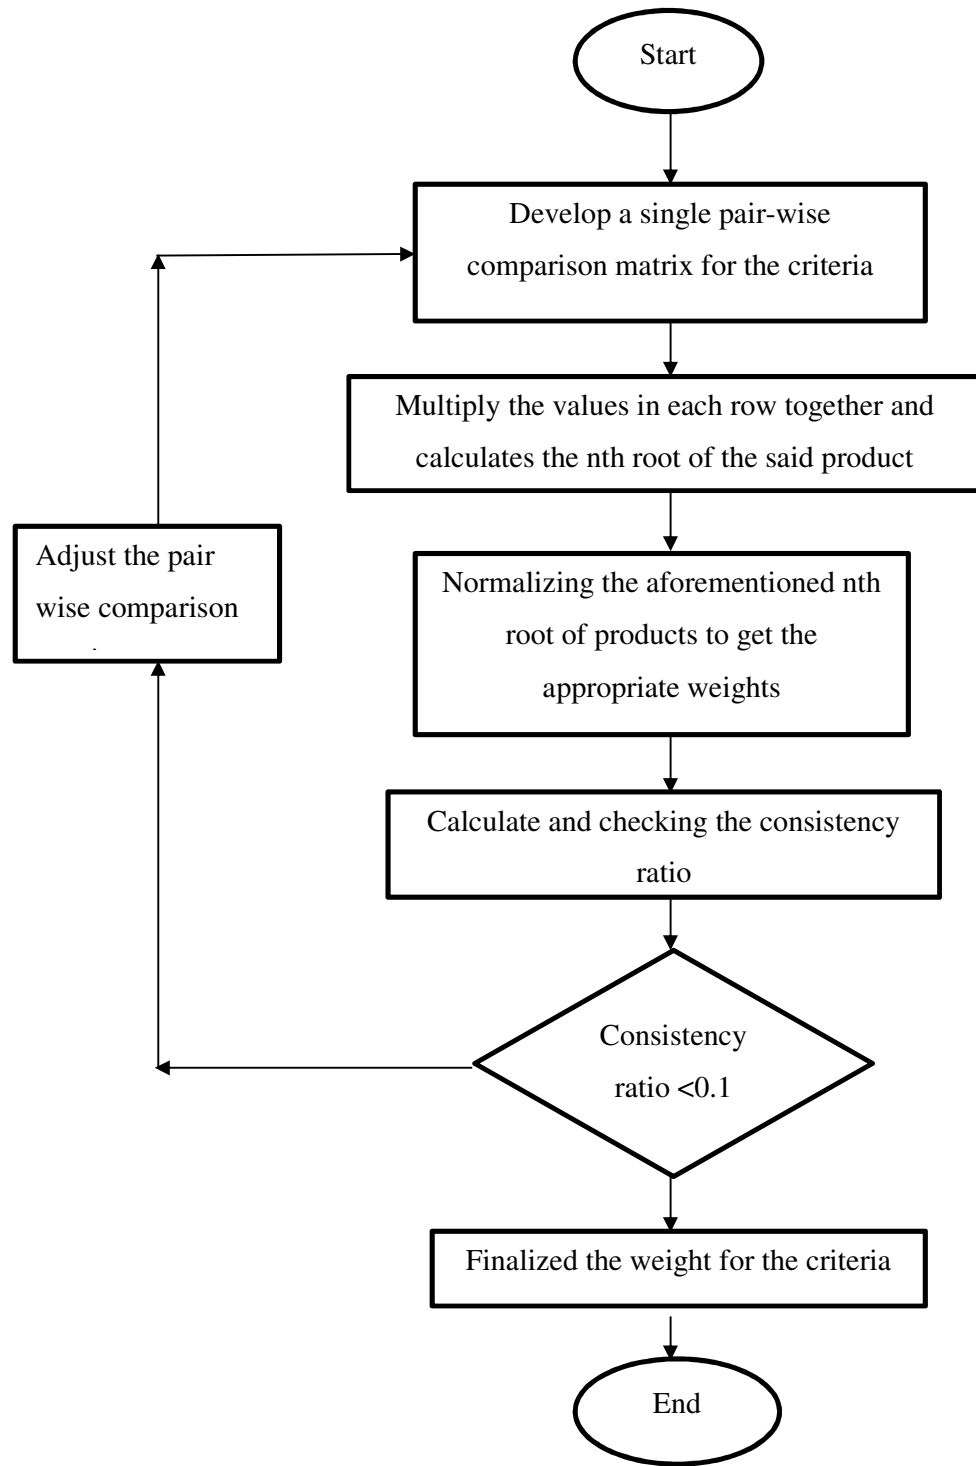 Start
Develop a single pair-wise
comparison matrix for the criteria
Multiply the values in each row together and
calculates the nth root of the said product
Adjust the pair
wise comparison
Normalizing the aforementioned nth
root of products to get the
appropriate weights
Calculate and checking the consistency
ratio
Consistency
ratio <0.1
Finalized the weight for the criteria
End